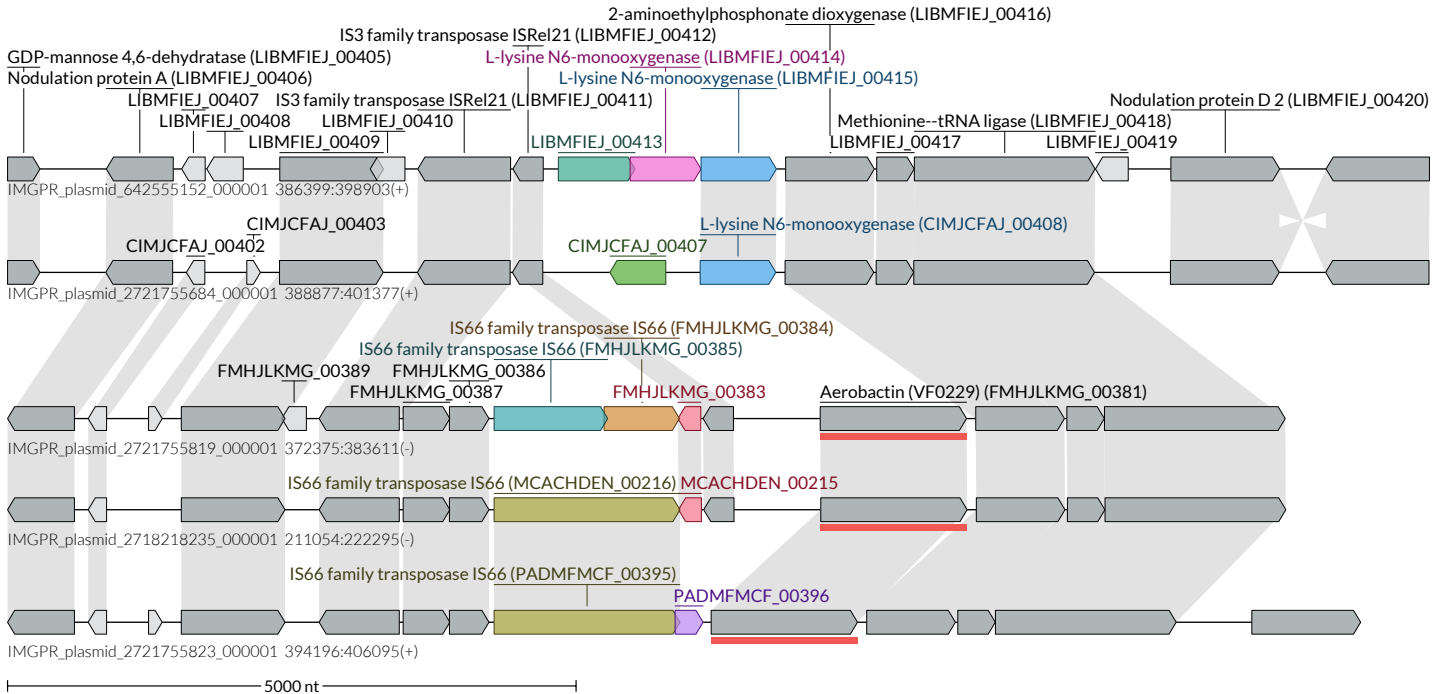 2-aminoethylphosphonate dioxygenase (LIBMFIEJ_00416)
IS3 family transposase ISRel21 (LIBMFIEJ_00412)
GDP-mannose 4,6-dehydratase (LIBMFIEJ_00405)
L-lysine N6-monooxygenase (LIBMFIEJ_00414)
Nodulation protein A (LIBMFIEJ_00406)
L-lysine N6-monooxygenase (LIBMFIEJ_00415)
LIBMFIEJ_00407
IS3 family transposase ISRel21 (LIBMFIEJ_00411)
Nodulation protein D 2 (LIBMFIEJ_00420)
LIBMFIEJ_00408
LIBMFIEJ_00410
Methionine--tRNA ligase (LIBMFIEJ_00418)
LIBMFIEJ_00409
LIBMFIEJ_00413
LIBMFIEJ_00417
LIBMFIEJ_00419
IMGPR_plasmid_642555152_000001 386399:398903(+)
CIMJCFAJ_00403
L-lysine N6-monooxygenase (CIMJCFAJ_00408)
CIMJCFAJ_00402
CIMJCFAJ_00407
IMGPR_plasmid_2721755684_000001 388877:401377(+)
IS66 family transposase IS66 (FMHJLKMG_00384)
IS66 family transposase IS66 (FMHJLKMG_00385)
FMHJLKMG_00389
FMHJLKMG_00386
FMHJLKMG_00387
FMHJLKMG_00383
Aerobactin (VF0229) (FMHJLKMG_00381)
IMGPR_plasmid_2721755819_000001 372375:383611(-)
IS66 family transposase IS66 (MCACHDEN_00216)
MCACHDEN_00215
IMGPR_plasmid_2718218235_000001 211054:222295(-)
IS66 family transposase IS66 (PADMFMCF_00395)
PADMFMCF_00396
IMGPR_plasmid_2721755823_000001 394196:406095(+)
5000 nt